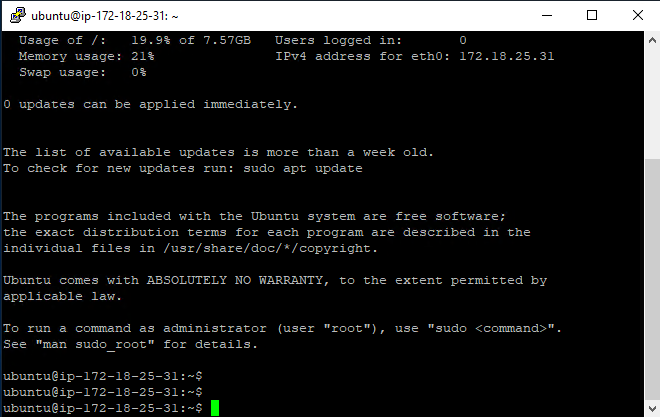 ubuntu@ip-172-18-25-31: ~
Usage of /: 19.9% of 7.57GB Users logged in: 0
Memory usage: 21% IPv4 address for eth0: 172.18.25.31
Swap usage: 0%
0 updates can be applied immediately.
The list of available updates is more than a week old.
To check for new updates run: sudo apt update
The programs included with the Ubuntu system are free software;
the exact distribution terms for each program are described in the
individual files in /usr/share/doc/*/copyright.
Ubuntu comes with ABSOLUTELY NO WARRANTY, to the extent permitted by
applicable law.
To run a command as administrator (user "root"), use "sudo <command>".
See "man sudo_root" for details.
ubuntu@ip-172-18-25-31:~$
ubuntu@ip-172-18-25-31:~$
ubuntu@ip-172-18-25-31:~$